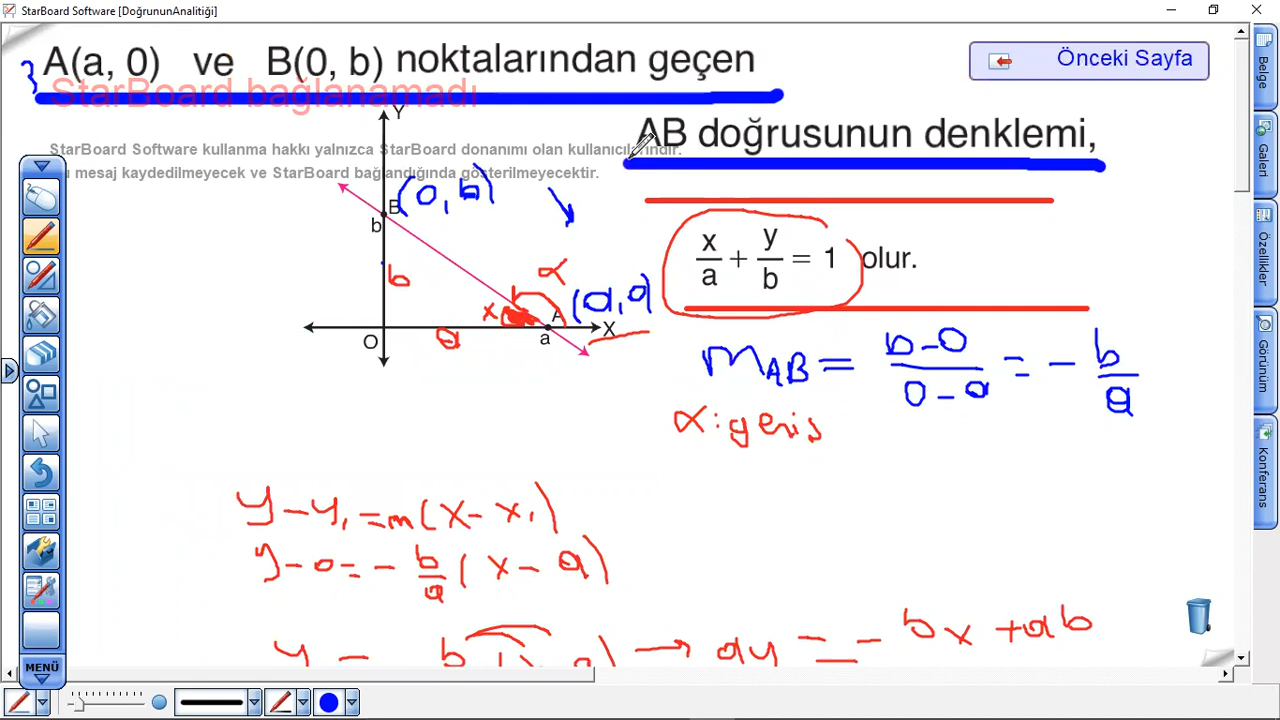 StarBoard Software [DoğrununAnalitiği]
A(a, 0) ve B(0, b) noktalarından geçen
Önceki Sayfa
StarBoard bağlanamadı
AB doğrusunun denklemi,
StarBoard Software kullanma hakkı yalnızca StarBoard donanımı olan kullanıcılarındır.
mesaj kaydedilmeyecek ve StarBoard bağlandığında gösterilmeyecektir.
Y
B (0, b)
b
b
α
x
A (a, 0)
O
a
a
X
x/a + y/b = 1 olur.
m_AB = (b-0)/(0-a) = -b/a
α: geniş
y - y₁ = m(x - x₁)
y - 0 = -b/a (x - a)
→ ay = -bx + ab
MENÜ
Belge
Galeri
Özellikler
Görünüm
Konferans